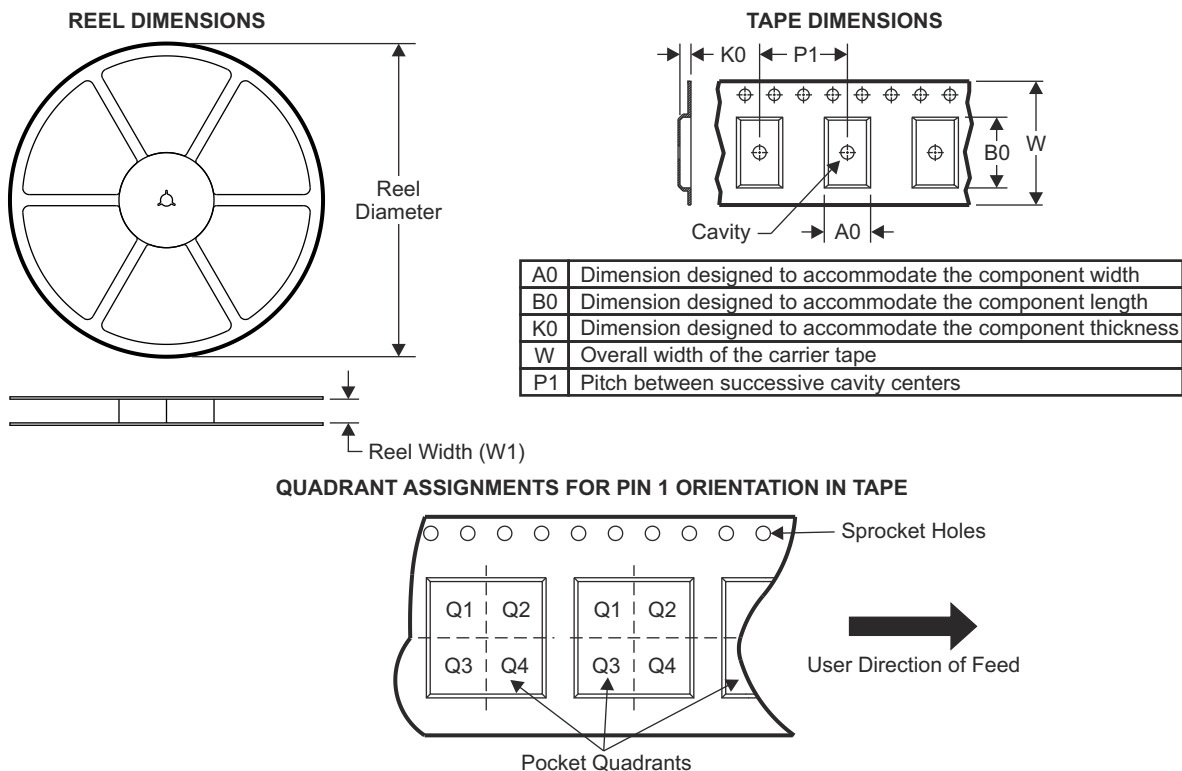 REEL DIMENSIONS
Reel
Diameter
Reel Width (W1)
TAPE DIMENSIONS
K0
P1
B0
W
Cavity
A0
A0 Dimension designed to accommodate the component width
B0 Dimension designed to accommodate the component length
K0 Dimension designed to accommodate the component thickness
W Overall width of the carrier tape
P1 Pitch between successive cavity centers
QUADRANT ASSIGNMENTS FOR PIN 1 ORIENTATION IN TAPE
Sprocket Holes
Q1 Q2 Q1 Q2
Q3 Q4 Q3 Q4
User Direction of Feed
Pocket Quadrants